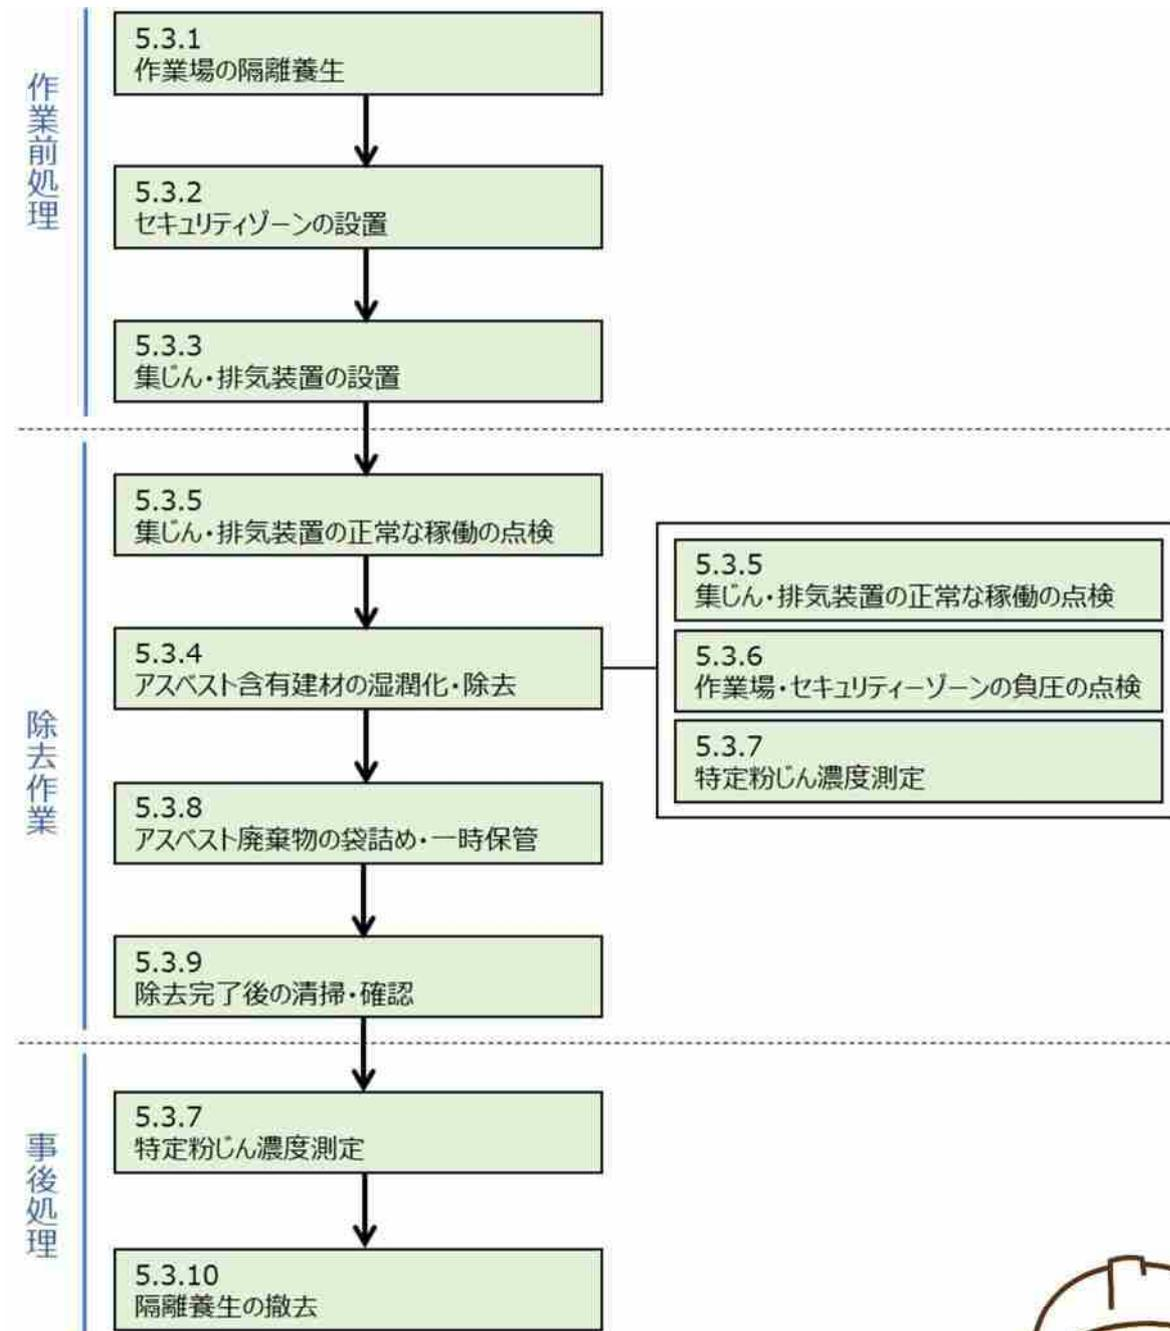 作業前処理
5.3.1
作業場の隔離養生
5.3.2
セキュリティゾーンの設置
5.3.3
集じん・排気装置の設置
除去作業
5.3.5
集じん・排気装置の正常な稼働の点検
5.3.4
アスベスト含有建材の湿潤化・除去
5.3.5
集じん・排気装置の正常な稼働の点検
5.3.6
作業場・セキュリティーゾーンの負圧の点検
5.3.7
特定粉じん濃度測定
5.3.8
アスベスト廃棄物の袋詰め・一時保管
5.3.9
除去完了後の清掃・確認
事後処理
5.3.7
特定粉じん濃度測定
5.3.10
隔離養生の撤去